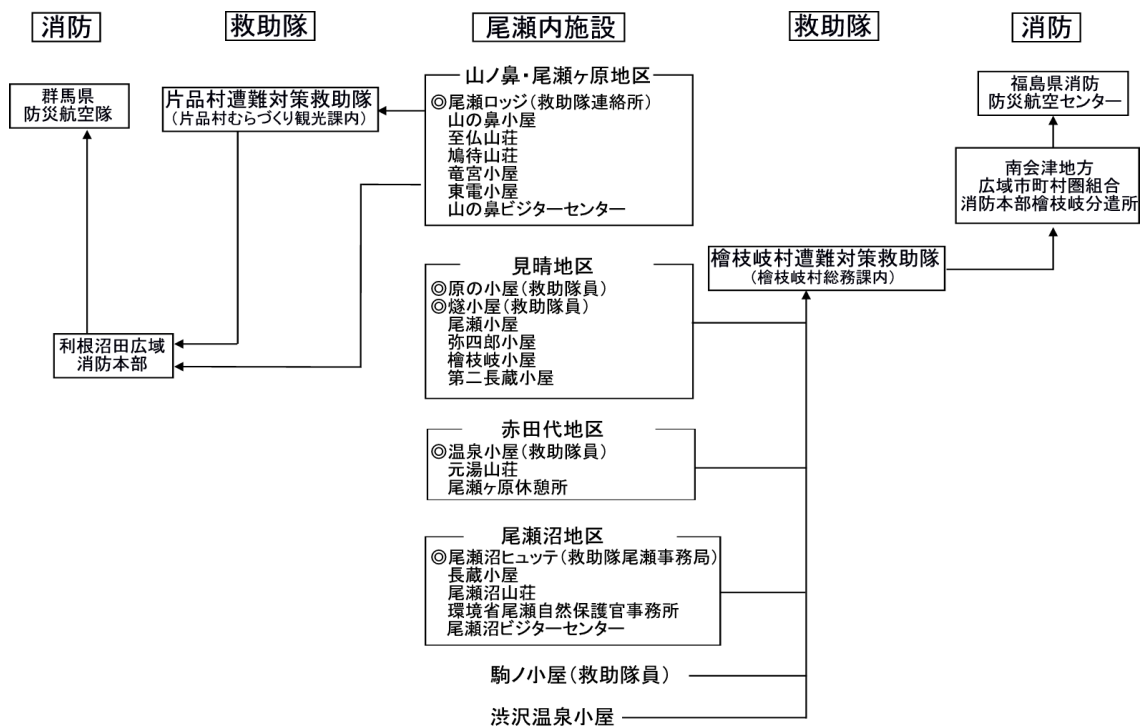 消防
救助隊
尾瀬内施設
救助隊
消防
群馬県
防災航空隊
片品村遭難対策救助隊
(片品村むらづくり観光課内)
山ノ鼻・尾瀬ヶ原地区
◎尾瀬ロッジ(救助隊連絡所)
山の鼻小屋
至仏山荘
鳩待山荘
竜宮小屋
東電小屋
山の鼻ビジターセンター
福島県消防
防災航空センター
南会津地方
広域市町村圏組合
消防本部檜枝岐分遣所
檜枝岐村遭難対策救助隊
(檜枝岐村総務課内)
見晴地区
◎原の小屋(救助隊員)
◎燧小屋(救助隊員)
尾瀬小屋
弥四郎小屋
檜枝岐小屋
第二長蔵小屋
利根沼田広域
消防本部
赤田代地区
◎温泉小屋(救助隊員)
元湯山荘
尾瀬ヶ原休憩所
尾瀬沼地区
◎尾瀬沼ヒュッテ(救助隊尾瀬事務局)
長蔵小屋
尾瀬沼山荘
環境省尾瀬自然保護官事務所
尾瀬沼ビジターセンター
駒ノ小屋(救助隊員)
渋沢温泉小屋